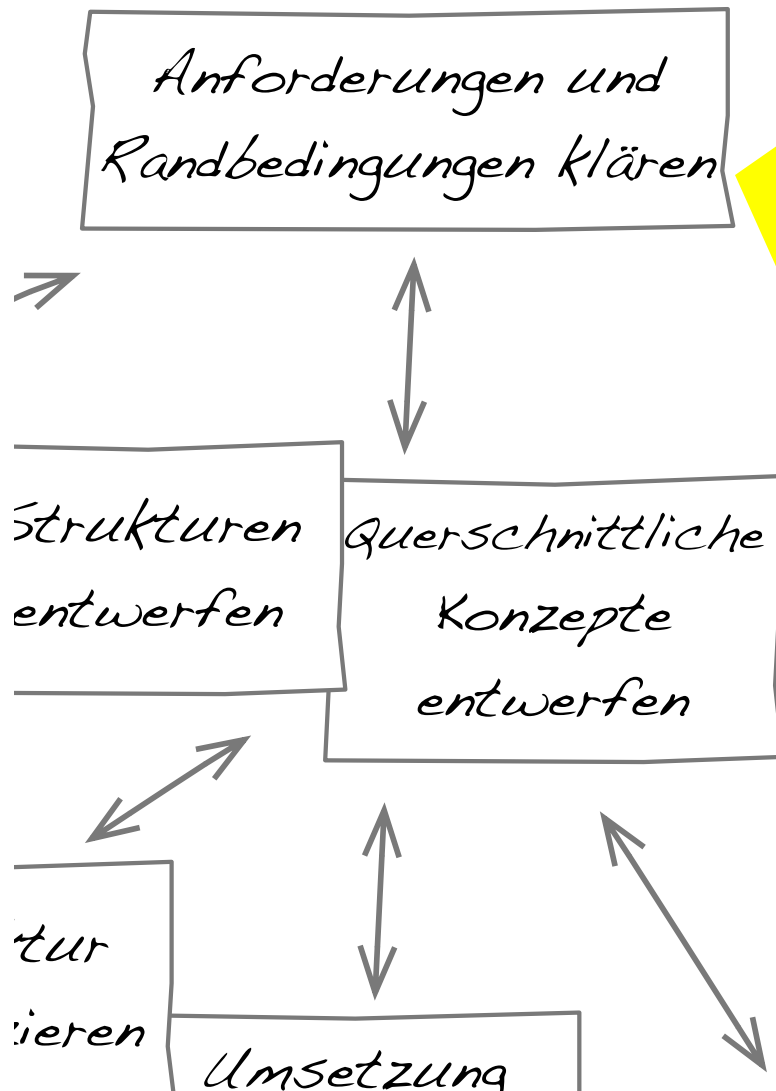 Anforderungen und
Randbedingungen klären
Strukturen
entwerfen
Querschnittliche
Konzepte
entwerfen
Umsetzung